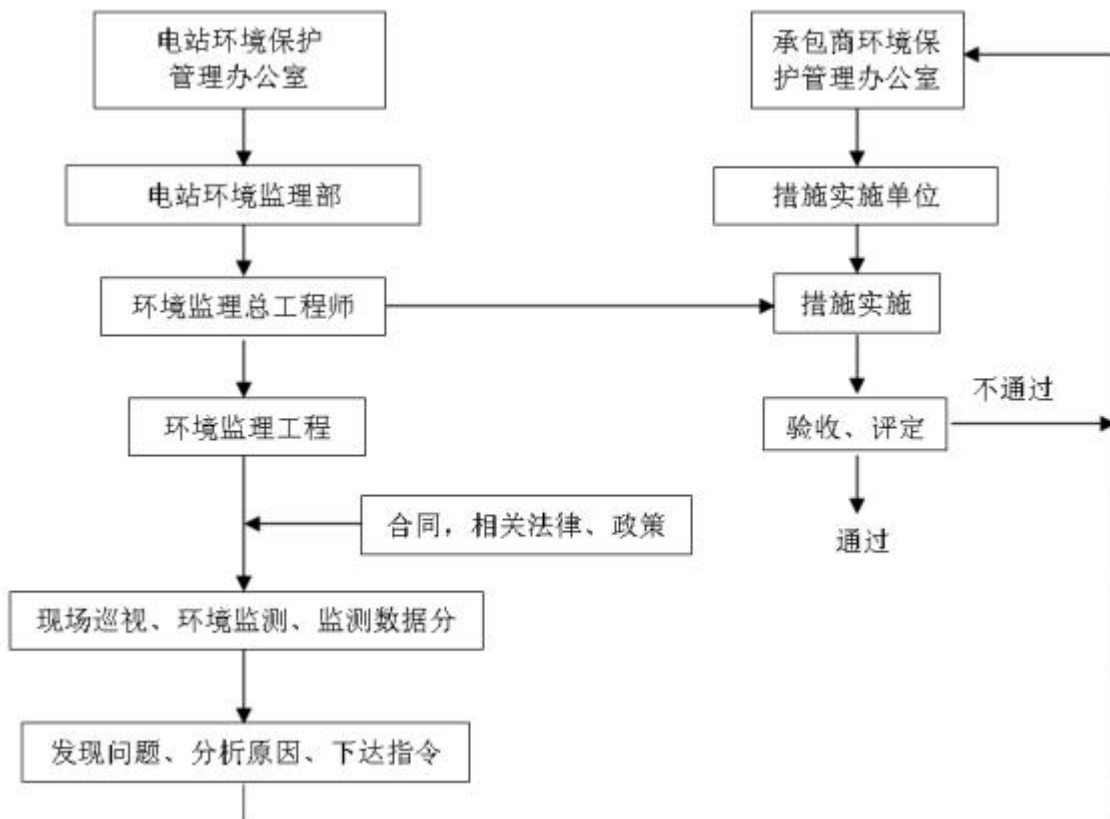 电站环境保护
管理办公室
电站环境监理部
环境监理总工程师
环境监理工程
合同，相关法律、政策
现场巡视、环境监测、监测数据分
发现问题、分析原因、下达指令
承包商环境保
护管理办公室
措施实施单位
措施实施
验收、评定
不通过
通过